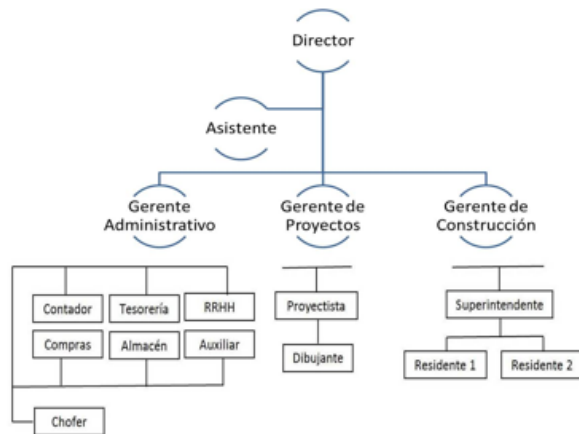 Director
Asistente
Gerente
Administrativo
Gerente de
Proyectos
Gerente de
Construcción
Contador
Tesorería
RRHH
Compras
Almacén
Auxiliar
Chofer
Proyectista
Dibujante
Superintendente
Residente 1
Residente 2